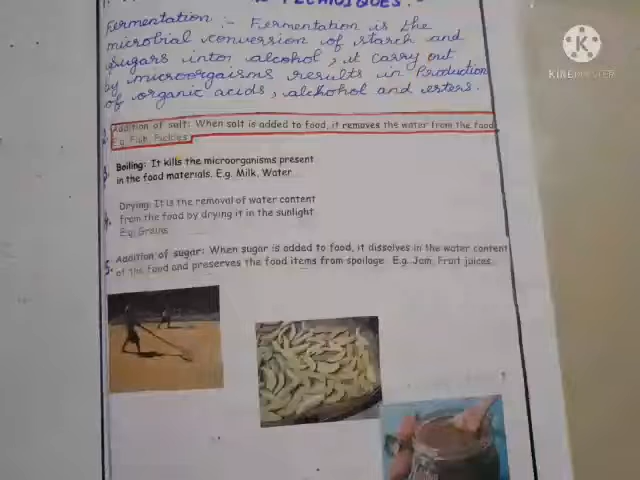 TECHNIQUES:-
Fermentation :- Fermentation is the
microbial conversion of starch and
sugars into alcohol, it carry out
by microorgaisms results in Production
of organic acids, alkohol and esters.
Addition of salt: When salt is added to food, it removes the water from the food
E.g. Fish, Pickles
Boiling: It kills the microorganisms present
in the food materials. E.g. Milk, Water
Drying: It is the removal of water content
from the food by drying it in the sunlight
E.g. Grains
5. Addition of sugar: When sugar is added to food, it dissolves in the water content
of the food and preserves the food items from spoilage. E.g. Jam, Fruit juices.
KINEMASTER